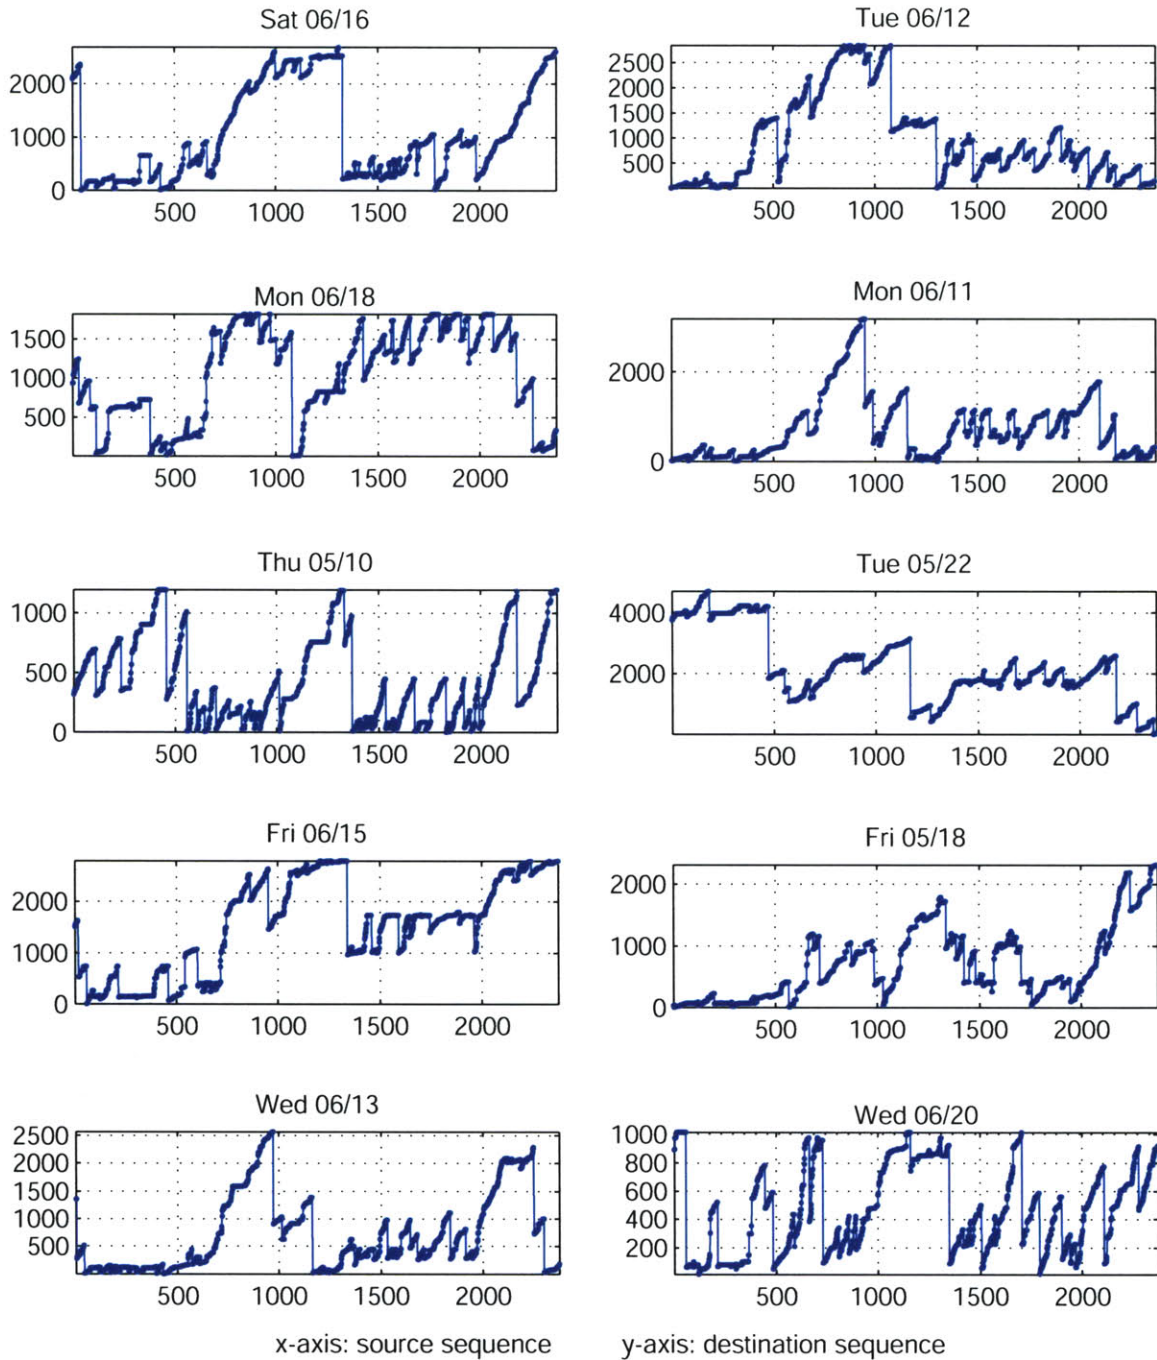 Sat 06/16
2000
1000
0
500 1000 1500 2000
Tue 06/12
2500
2000
1500
1000
500
500 1000 1500 2000
Mon 06/18
1500
1000
500
500 1000 1500 2000
Mon 06/11
2000
0
500 1000 1500 2000
Thu 05/10
1000
500
0
500 1000 1500 2000
Tue 05/22
4000
2000
500 1000 1500 2000
Fri 06/15
2000
1000
0
500 1000 1500 2000
Fri 05/18
2000
1000
0
500 1000 1500 2000
Wed 06/13
2500
2000
1500
1000
500
500 1000 1500 2000
Wed 06/20
1000
800
600
400
200
500 1000 1500 2000
x-axis: source sequence
y-axis: destination sequence